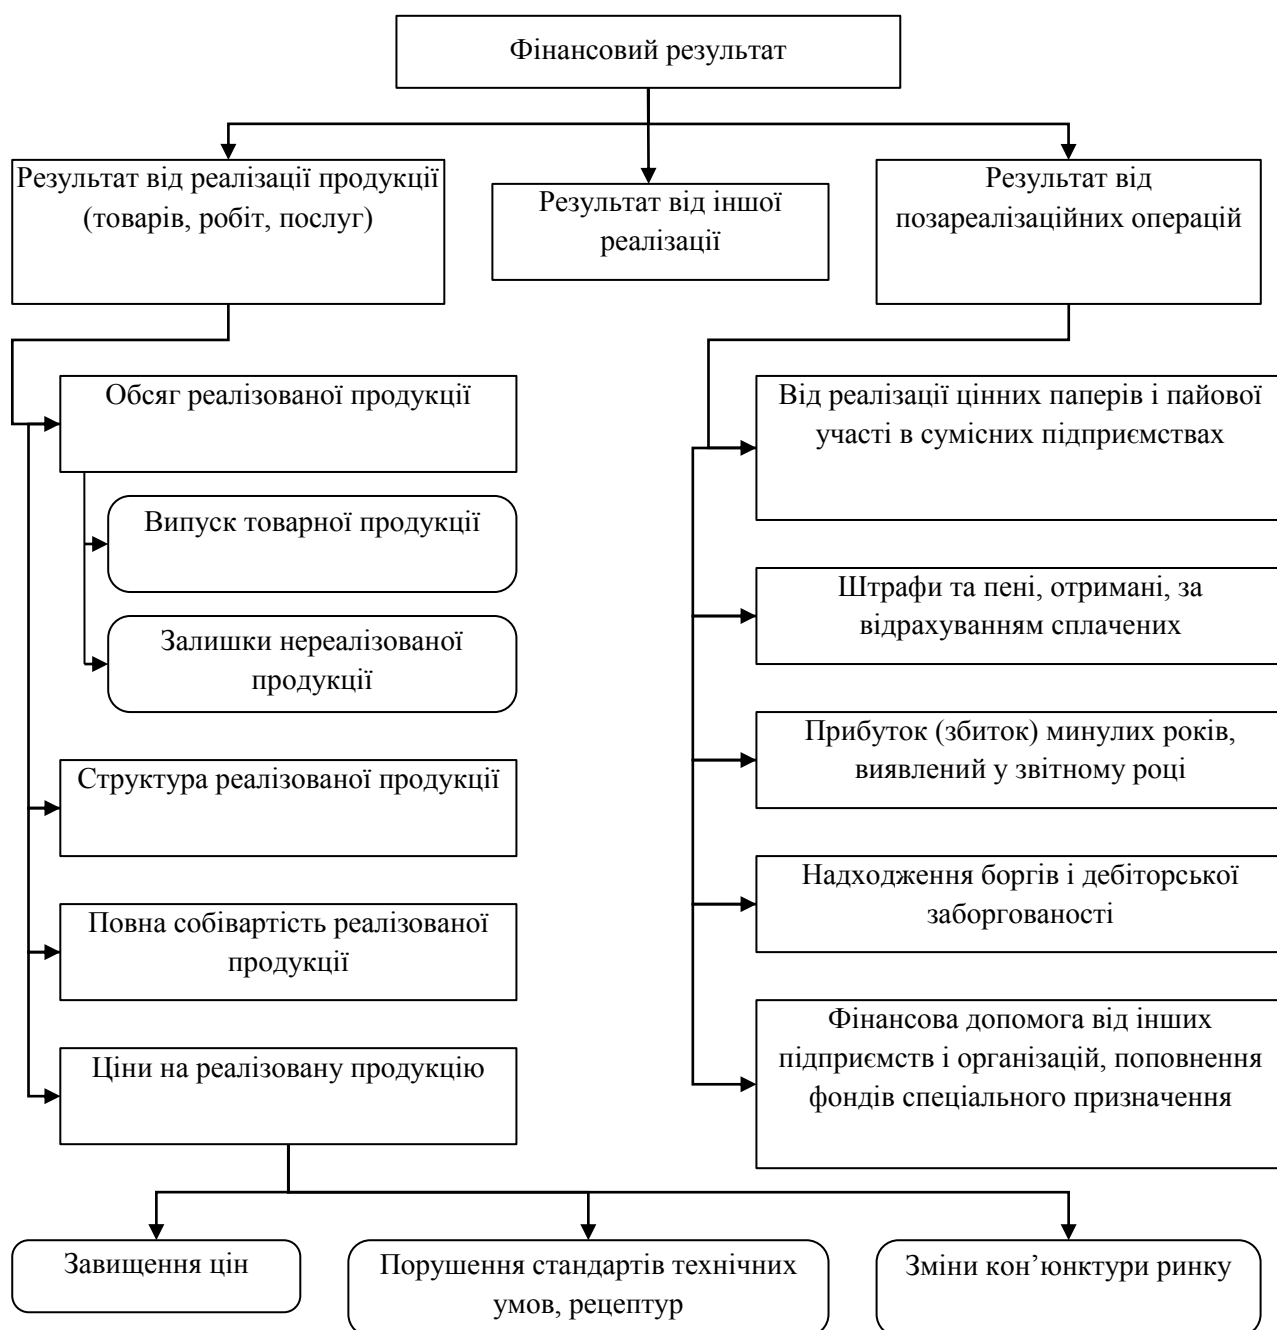 Фінансовий результат
Результат від реалізації продукції
(товарів, робіт, послуг)
Результат від іншої
реалізації
Результат від
позареалізаційних операцій
Обсяг реалізованої продукції
Випуск товарної продукції
Залишки нереалізованої
продукції
Структура реалізованої продукції
Повна собівартість реалізованої
продукції
Ціни на реалізовану продукцію
Від реалізації цінних паперів і пайової
участі в сумісних підприємствах
Штрафи та пені, отримані, за
відрахуванням сплачених
Прибуток (збиток) минулих років,
виявлений у звітному році
Надходження боргів і дебіторської
заборгованості
Фінансова допомога від інших
підприємств і організацій, поповнення
фондів спеціального призначення
Завищення цін
Порушення стандартів технічних
умов, рецептур
Зміни кон’юнктури ринку